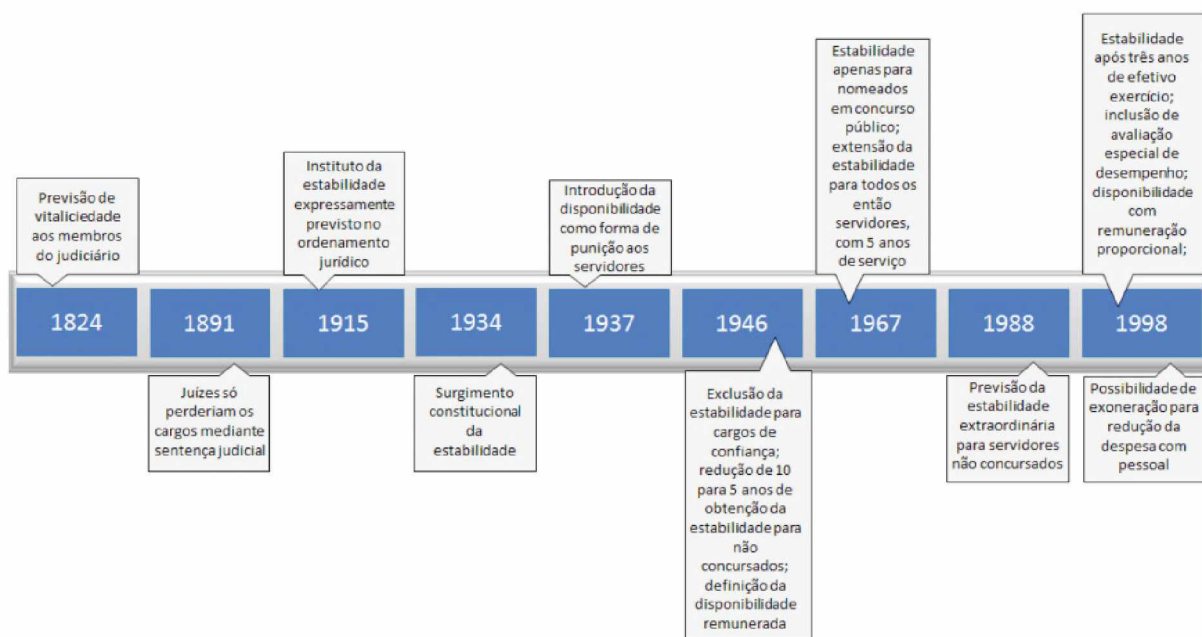 Previsão de
vitaliciedade
aos membros
do judiciário
Instituto da
estabilidade
expressamente
previsto no
ordenamento
jurídico
Introdução da
disponibilidade
como forma de
punição aos
servidores
Estabilidade
apenas para
nomeados
em concurso
público;
extensão da
estabilidade
para todos os
então
servidores,
com 5 anos
de serviço
Estabilidade
após três anos
de efetivo
exercício;
inclusão de
avaliação
especial de
desempenho;
disponibilidade
com
remuneração
proporcional;
1824
1891
1915
1934
1937
1946
1967
1988
1998
Juízes só
perderiam os
cargos mediante
sentença judicial
Surgimento
constitucional
da
estabilidade
Exclusão da
estabilidade para
cargos de
confiança;
redução de 10
para 5 anos de
obtenção da
estabilidade para
não
concursados;
definição da
disponibilidade
remunerada
Previsão da
estabilidade
extraordinária
para servidores
não concursados
Possibilidade de
exoneração para
redução da
despesa com
pessoal